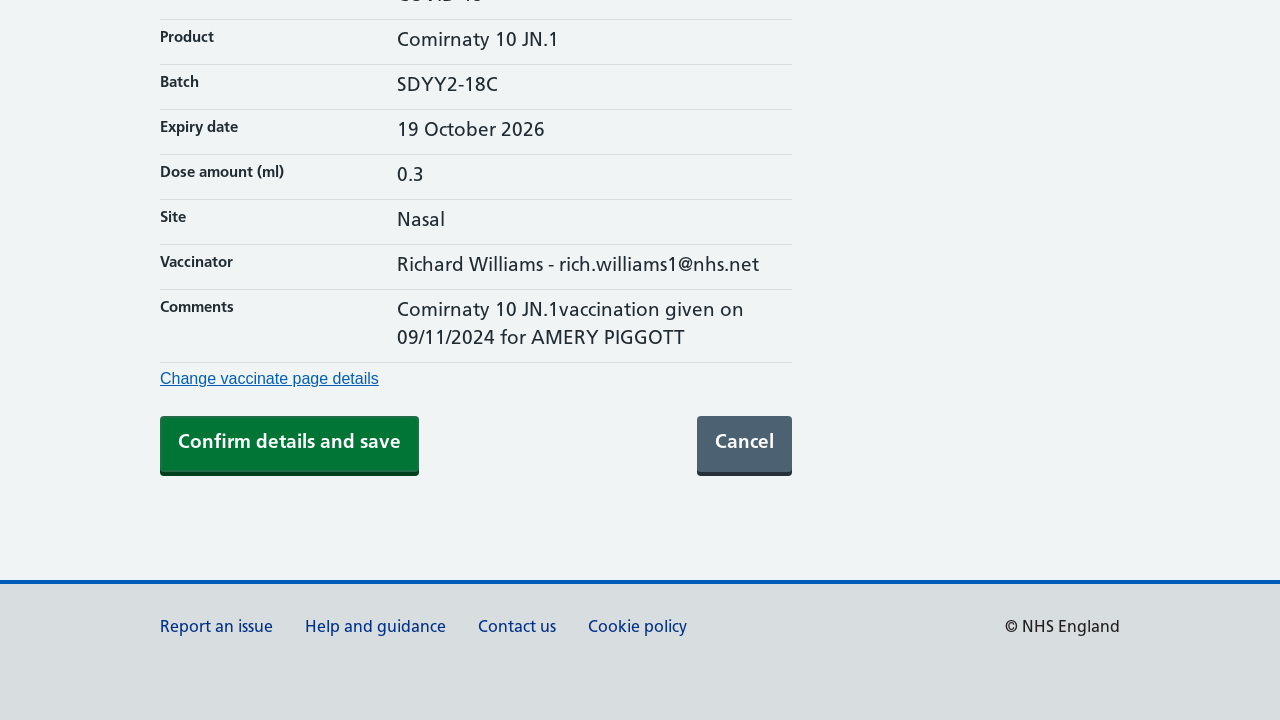 Product
Comirnaty 10 JN.1
Batch
SDYY2-18C
Expiry date
19 October 2026
Dose amount (ml)
0.3
Site
Nasal
Vaccinator
Richard Williams - rich.williams1@nhs.net
Comments
Comirnaty 10 JN.1vaccination given on
09/11/2024 for AMERY PIGGOTT
Change vaccinate page details
Confirm details and save
Cancel
Report an issue
Help and guidance
Contact us
Cookie policy
© NHS England